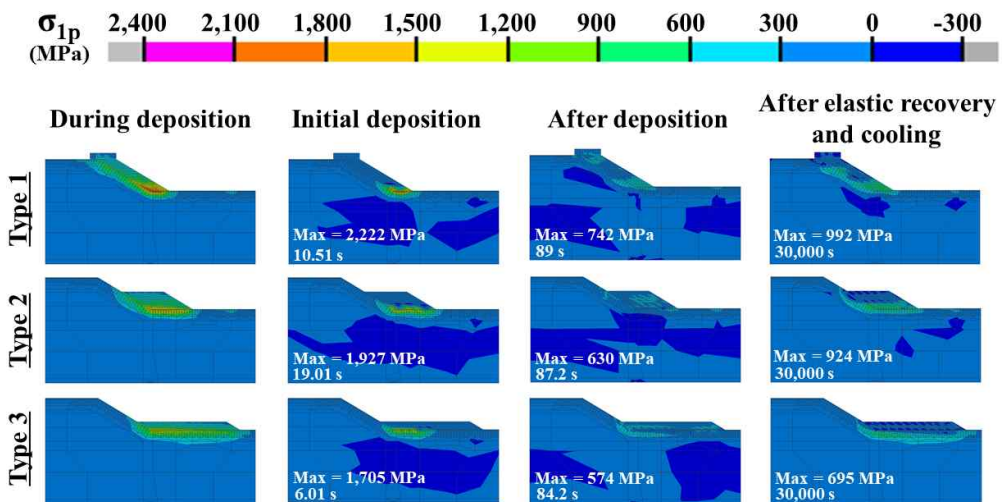 σ1p 2,400 2,100 1,800 1,500 1,200 900 600 300 0 -300
(MPa)
During deposition Initial deposition After deposition After elastic recovery
and cooling
Type 1
Max = 2,222 MPa
10.51 s
Max = 742 MPa
89 s
Max = 992 MPa
30,000 s
Type 2
Max = 1,927 MPa
19.01 s
Max = 630 MPa
87.2 s
Max = 924 MPa
30,000 s
Type 3
Max = 1,705 MPa
6.01 s
Max = 574 MPa
84.2 s
Max = 695 MPa
30,000 s